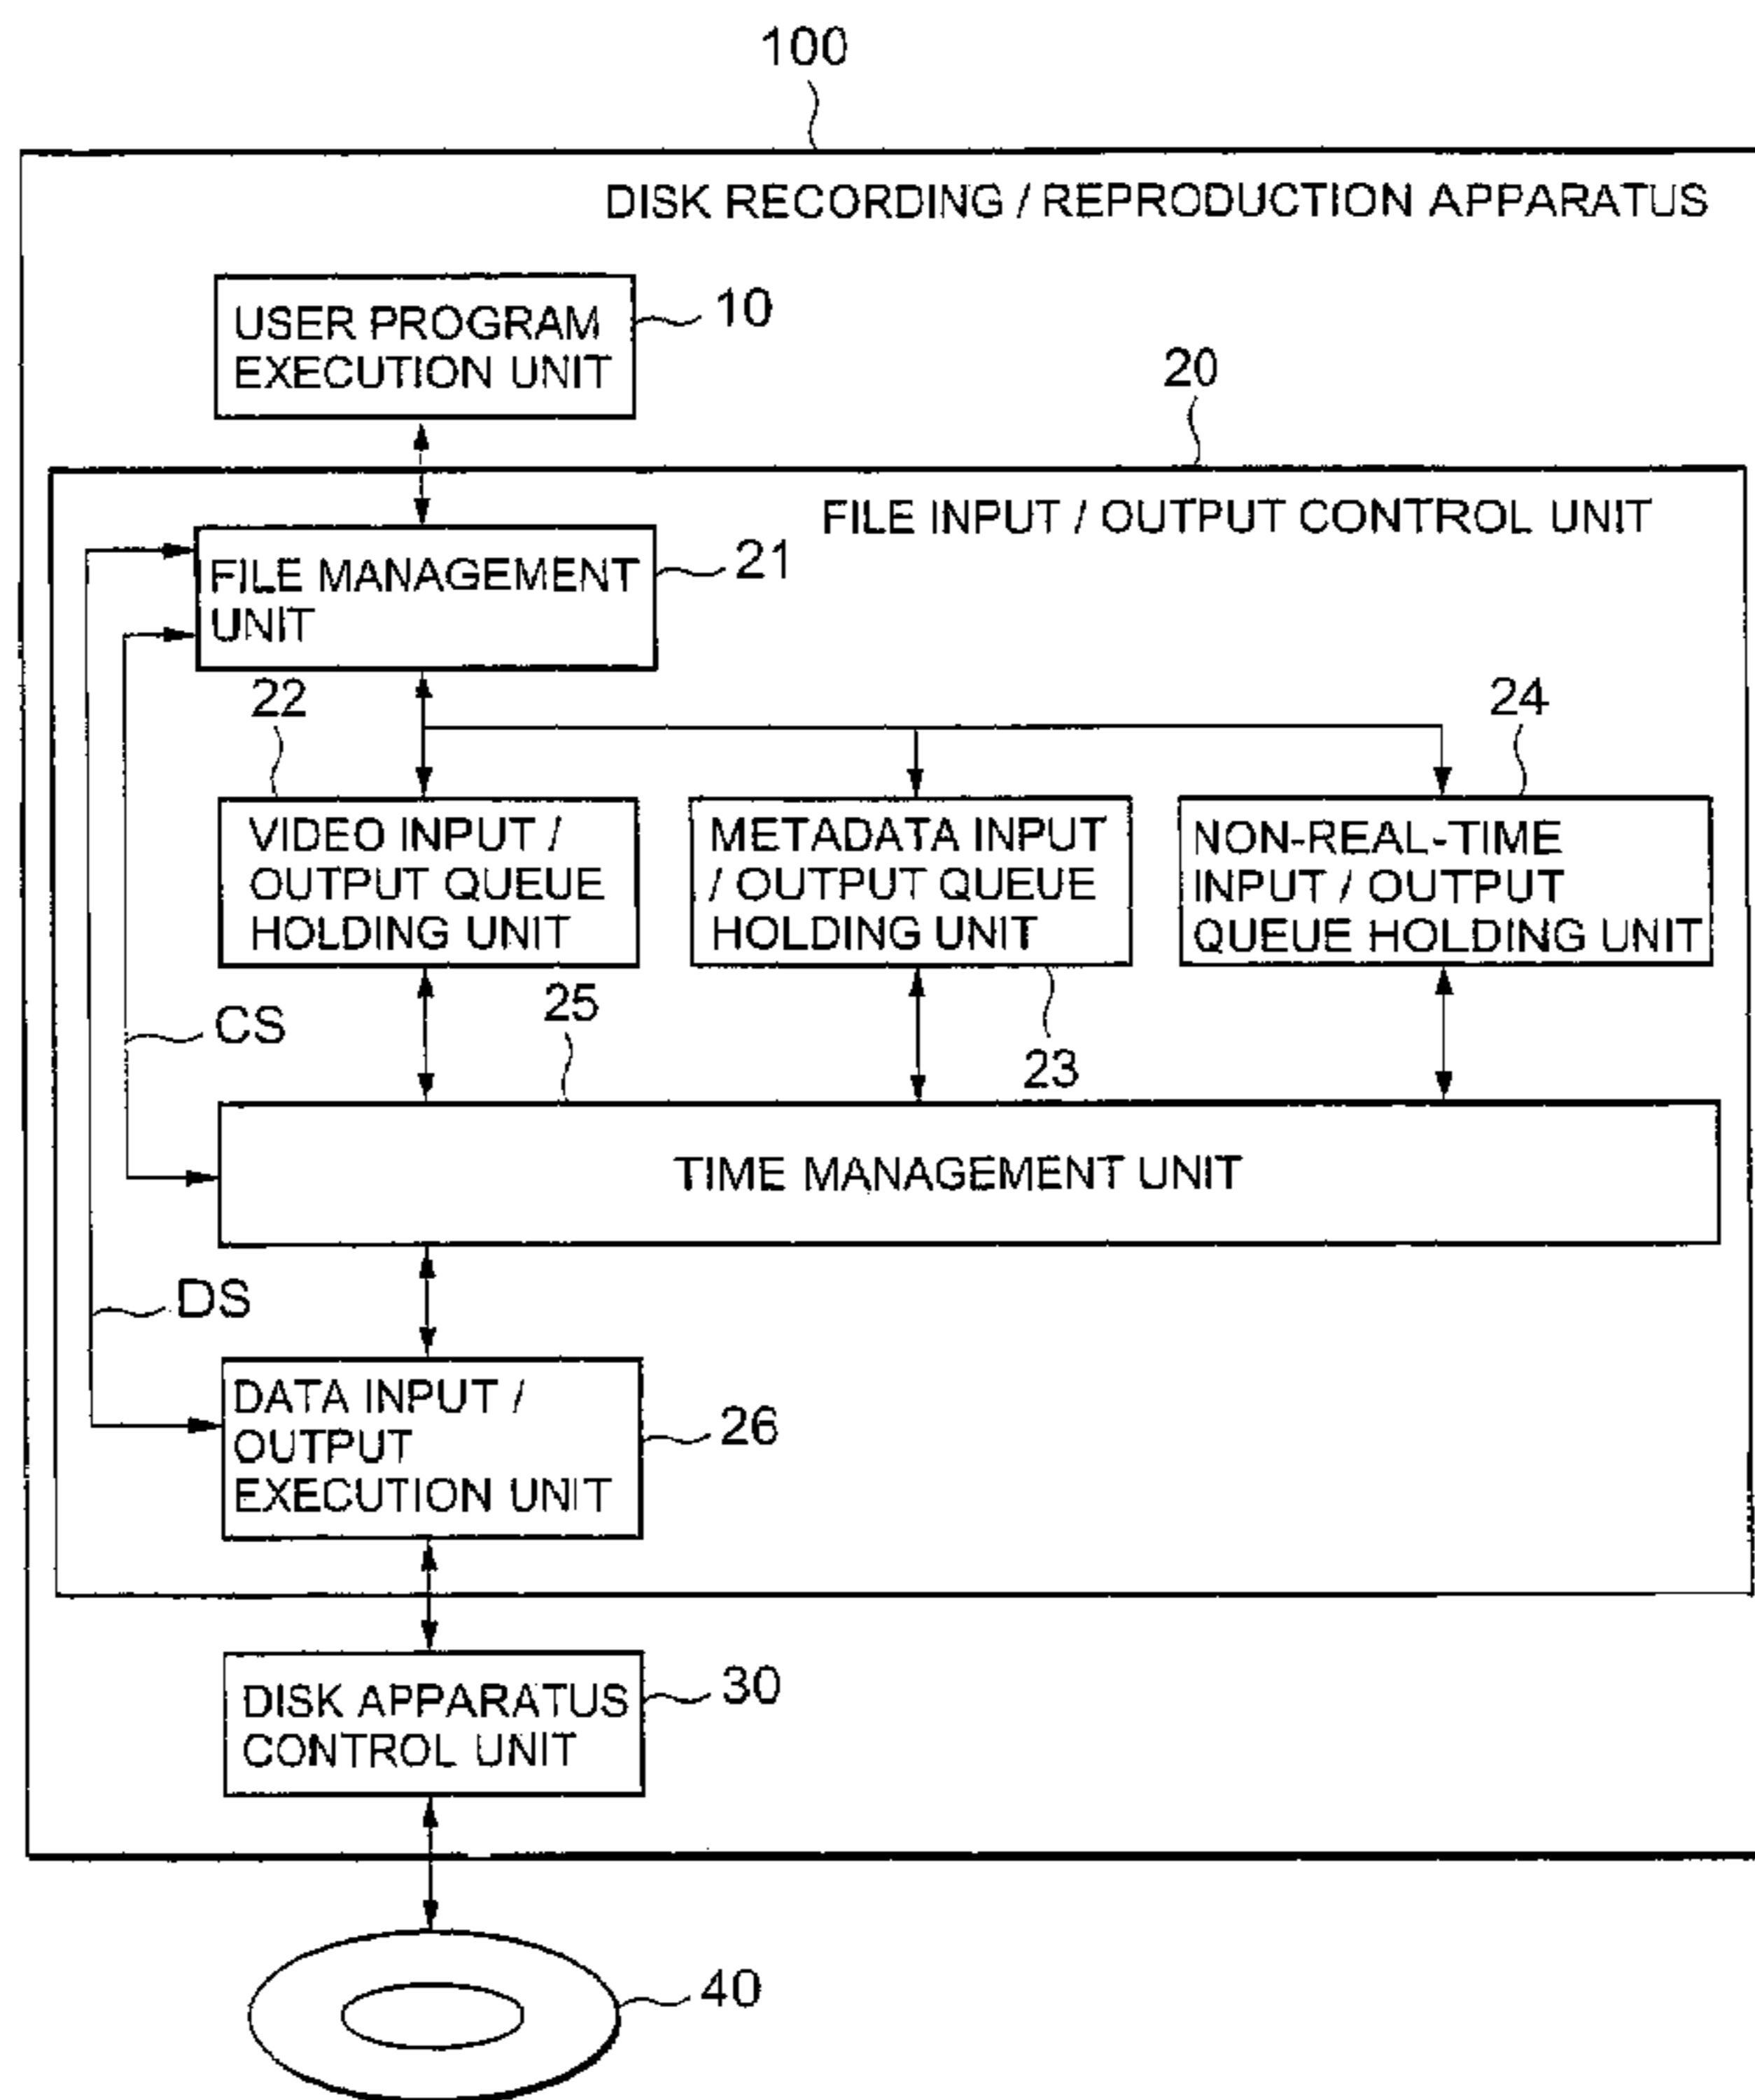 100
DISK RECORDING / REPRODUCTION APPARATUS
USER PROGRAM
EXECUTION UNIT
10
20
FILE INPUT / OUTPUT CONTROL UNIT
FILE MANAGEMENT
UNIT
21
22
24
VIDEO INPUT /
OUTPUT QUEUE
HOLDING UNIT
METADATA INPUT
/ OUTPUT QUEUE
HOLDING UNIT
NON-REAL-TIME
INPUT / OUTPUT
QUEUE HOLDING UNIT
CS
25
23
TIME MANAGEMENT UNIT
DS
DATA INPUT /
OUTPUT
EXECUTION UNIT
26
DISK APPARATUS
CONTROL UNIT
30
40